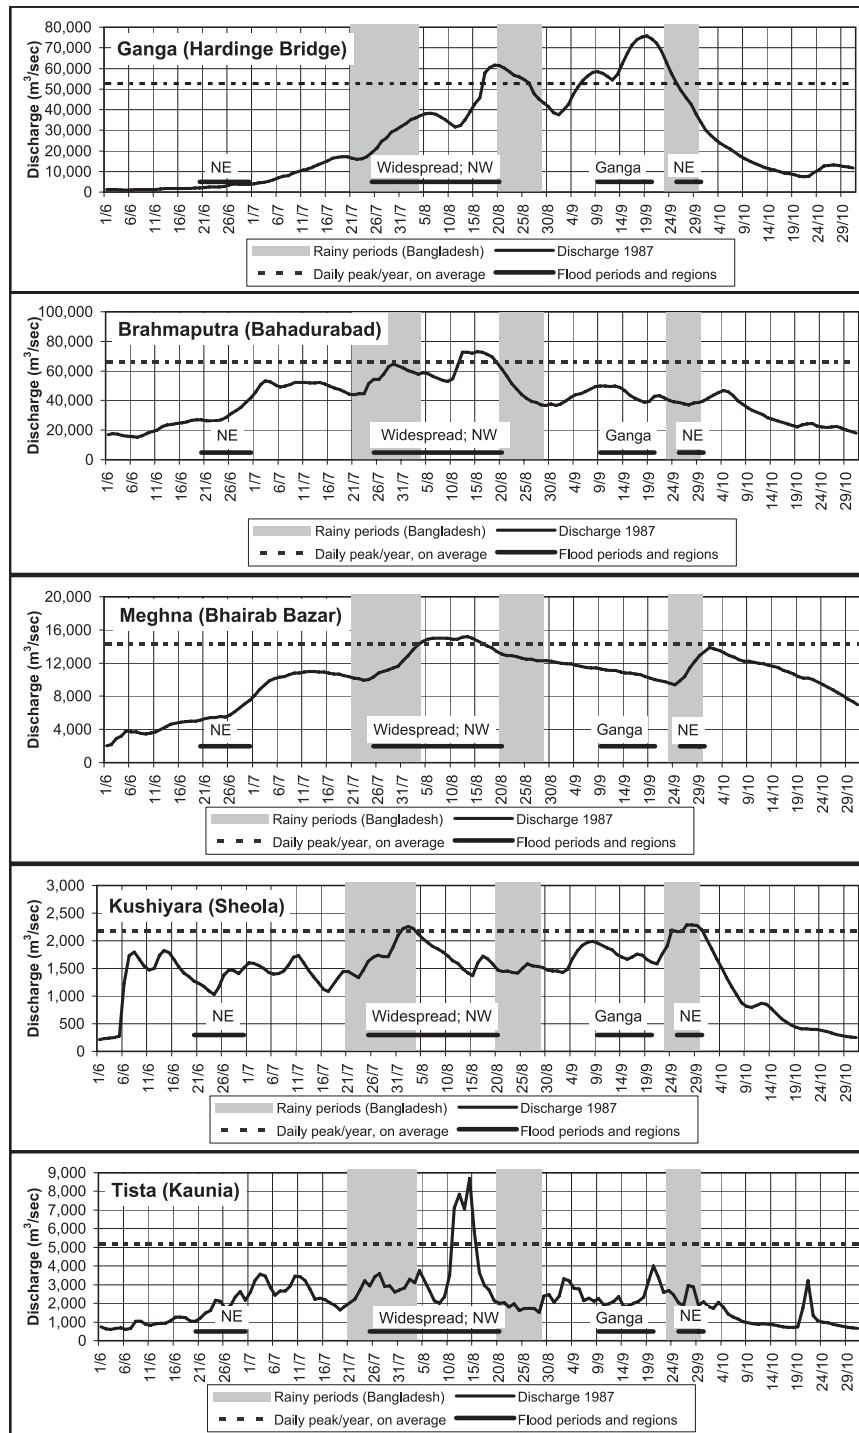 Ganga (Hardinge Bridge)
Discharge (m³/sec)
80,000
70,000
60,000
50,000
40,000
30,000
20,000
10,000
0
NE
Widespread; NW
Ganga
NE
1/6 6/6 11/6 16/6 21/6 26/6 1/7 6/7 11/7 16/7 21/7 26/7 31/7 5/8 10/8 15/8 20/8 25/8 30/8 4/9 9/9 14/9 19/9 24/9 29/9 4/10 9/10 14/10 19/10 24/10 29/10
Rainy periods (Bangladesh) Discharge 1987
Daily peak/year, on average Flood periods and regions
Brahmaputra (Bahadurabad)
Discharge (m³/sec)
100,000
80,000
60,000
40,000
20,000
0
NE
Widespread; NW
Ganga
NE
1/6 6/6 11/6 16/6 21/6 26/6 1/7 6/7 11/7 16/7 21/7 26/7 31/7 5/8 10/8 15/8 20/8 25/8 30/8 4/9 9/9 14/9 19/9 24/9 29/9 4/10 9/10 14/10 19/10 24/10 29/10
Rainy periods (Bangladesh) Discharge 1987
Daily peak/year, on average Flood periods and regions
Meghna (Bhairab Bazar)
Discharge (m³/sec)
20,000
16,000
12,000
8,000
4,000
0
NE
Widespread; NW
Ganga
NE
1/6 6/6 11/6 16/6 21/6 26/6 1/7 6/7 11/7 16/7 21/7 26/7 31/7 5/8 10/8 15/8 20/8 25/8 30/8 4/9 9/9 14/9 19/9 24/9 29/9 4/10 9/10 14/10 19/10 24/10 29/10
Rainy periods (Bangladesh) Discharge 1987
Daily peak/year, on average Flood periods and regions
Kushiyara (Sheola)
Discharge (m³/sec)
3,000
2,500
2,000
1,500
1,000
500
0
NE
Widespread; NW
Ganga
NE
1/6 6/6 11/6 16/6 21/6 26/6 1/7 6/7 11/7 16/7 21/7 26/7 31/7 5/8 10/8 15/8 20/8 25/8 30/8 4/9 9/9 14/9 19/9 24/9 29/9 4/10 9/10 14/10 19/10 24/10 29/10
Rainy periods (Bangladesh) Discharge 1987
Daily peak/year, on average Flood periods and regions
Tista (Kaunia)
Discharge (m³/sec)
9,000
8,000
7,000
6,000
5,000
4,000
3,000
2,000
1,000
0
NE
Widespread; NW
Ganga
NE
1/6 6/6 11/6 16/6 21/6 26/6 1/7 6/7 11/7 16/7 21/7 26/7 31/7 5/8 10/8 15/8 20/8 25/8 30/8 4/9 9/9 14/9 19/9 24/9 29/9 4/10 9/10 14/10 19/10 24/10 29/10
Rainy periods (Bangladesh) Discharge 1987
Daily peak/year, on average Flood periods and regions